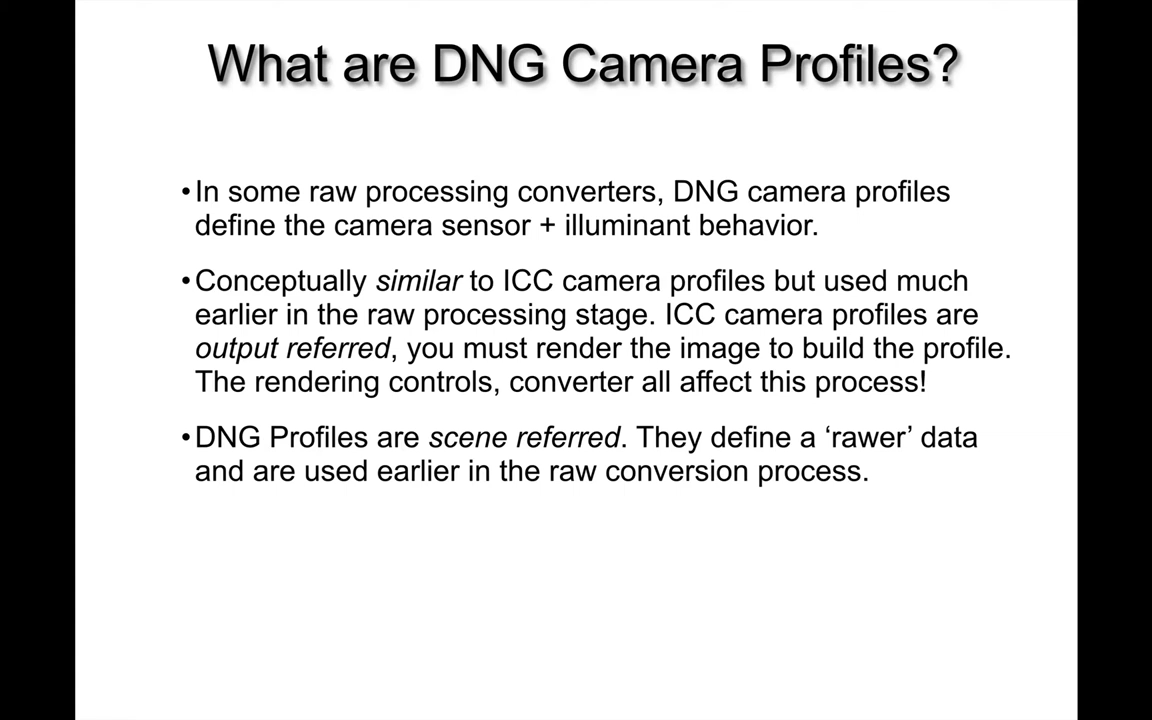 What are DNG Camera Profiles?
•In some raw processing converters, DNG camera profiles
define the camera sensor + illuminant behavior.
•Conceptually similar to ICC camera profiles but used much
earlier in the raw processing stage. ICC camera profiles are
output referred, you must render the image to build the profile.
The rendering controls, converter all affect this process!
•DNG Profiles are scene referred. They define a ‘rawer’ data
and are used earlier in the raw conversion process.